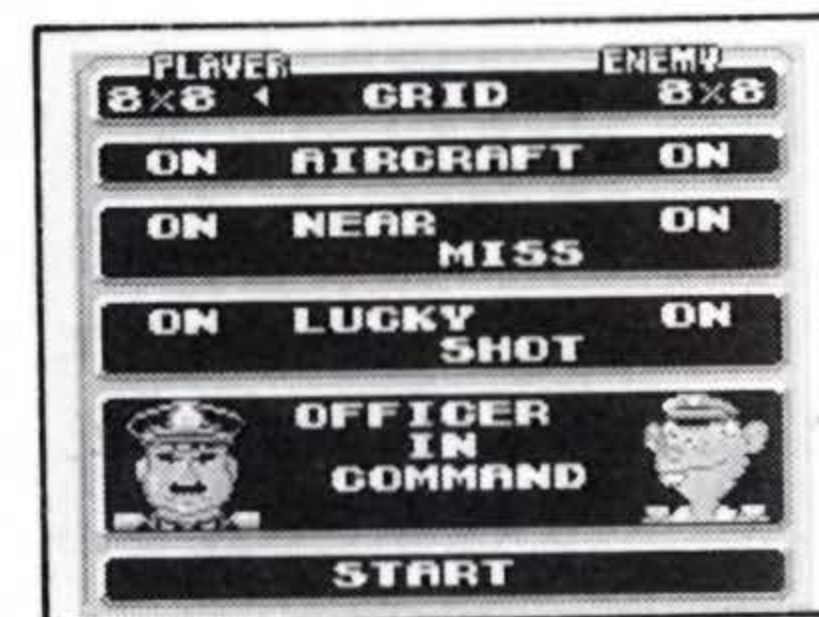 PLAYER ENEMY
8×8 GRID 8×8
ON AIRCRAFT ON
ON NEAR ON
MISS
ON LUCKY ON
SHOT
OFFICER
IN
COMMAND
START